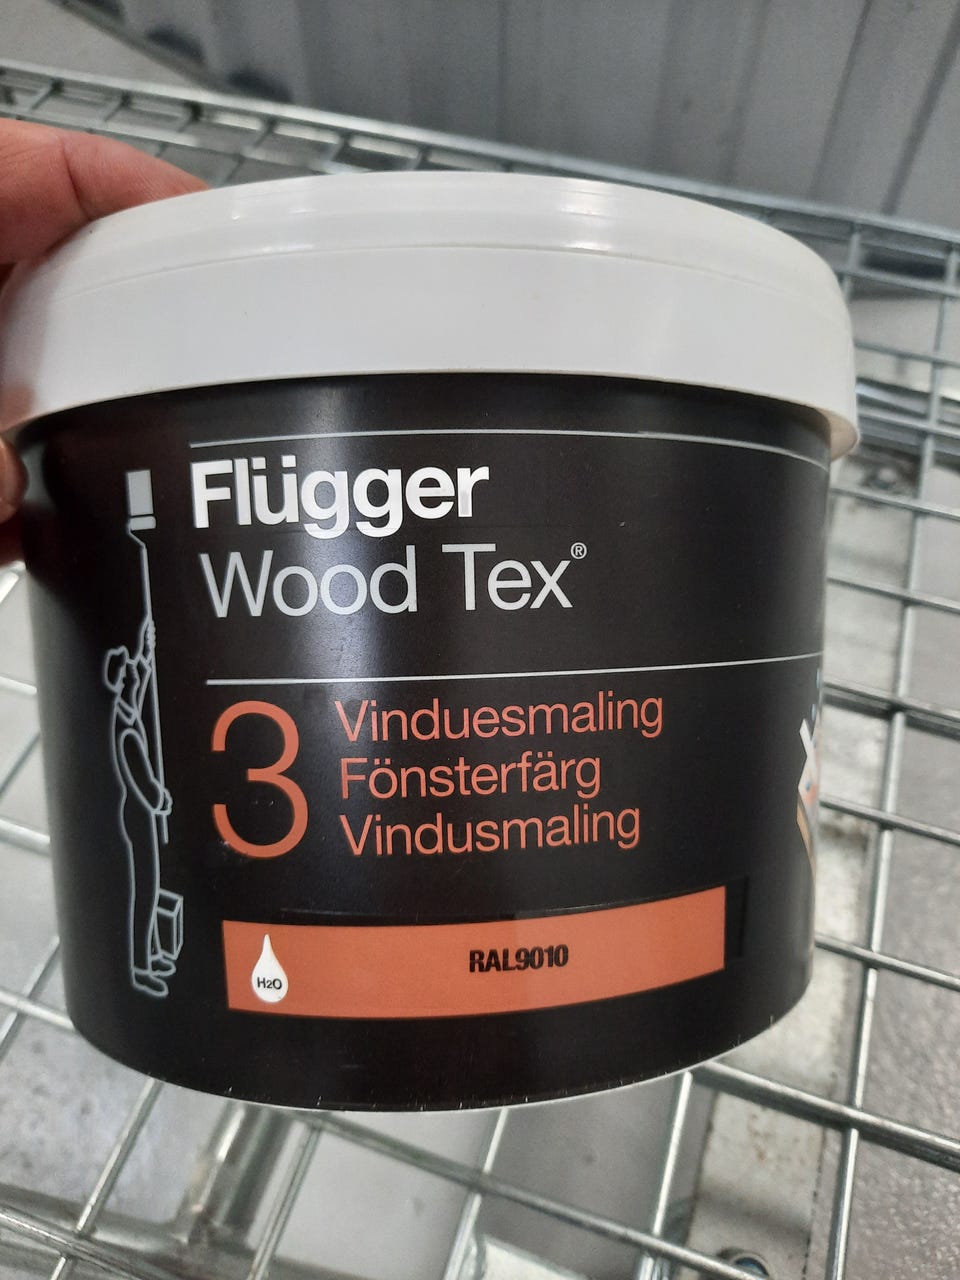 Flügger
Wood Tex®
3
Vinduesmaling
Fönsterfärg
Vindusmaling
H2O
RAL9010